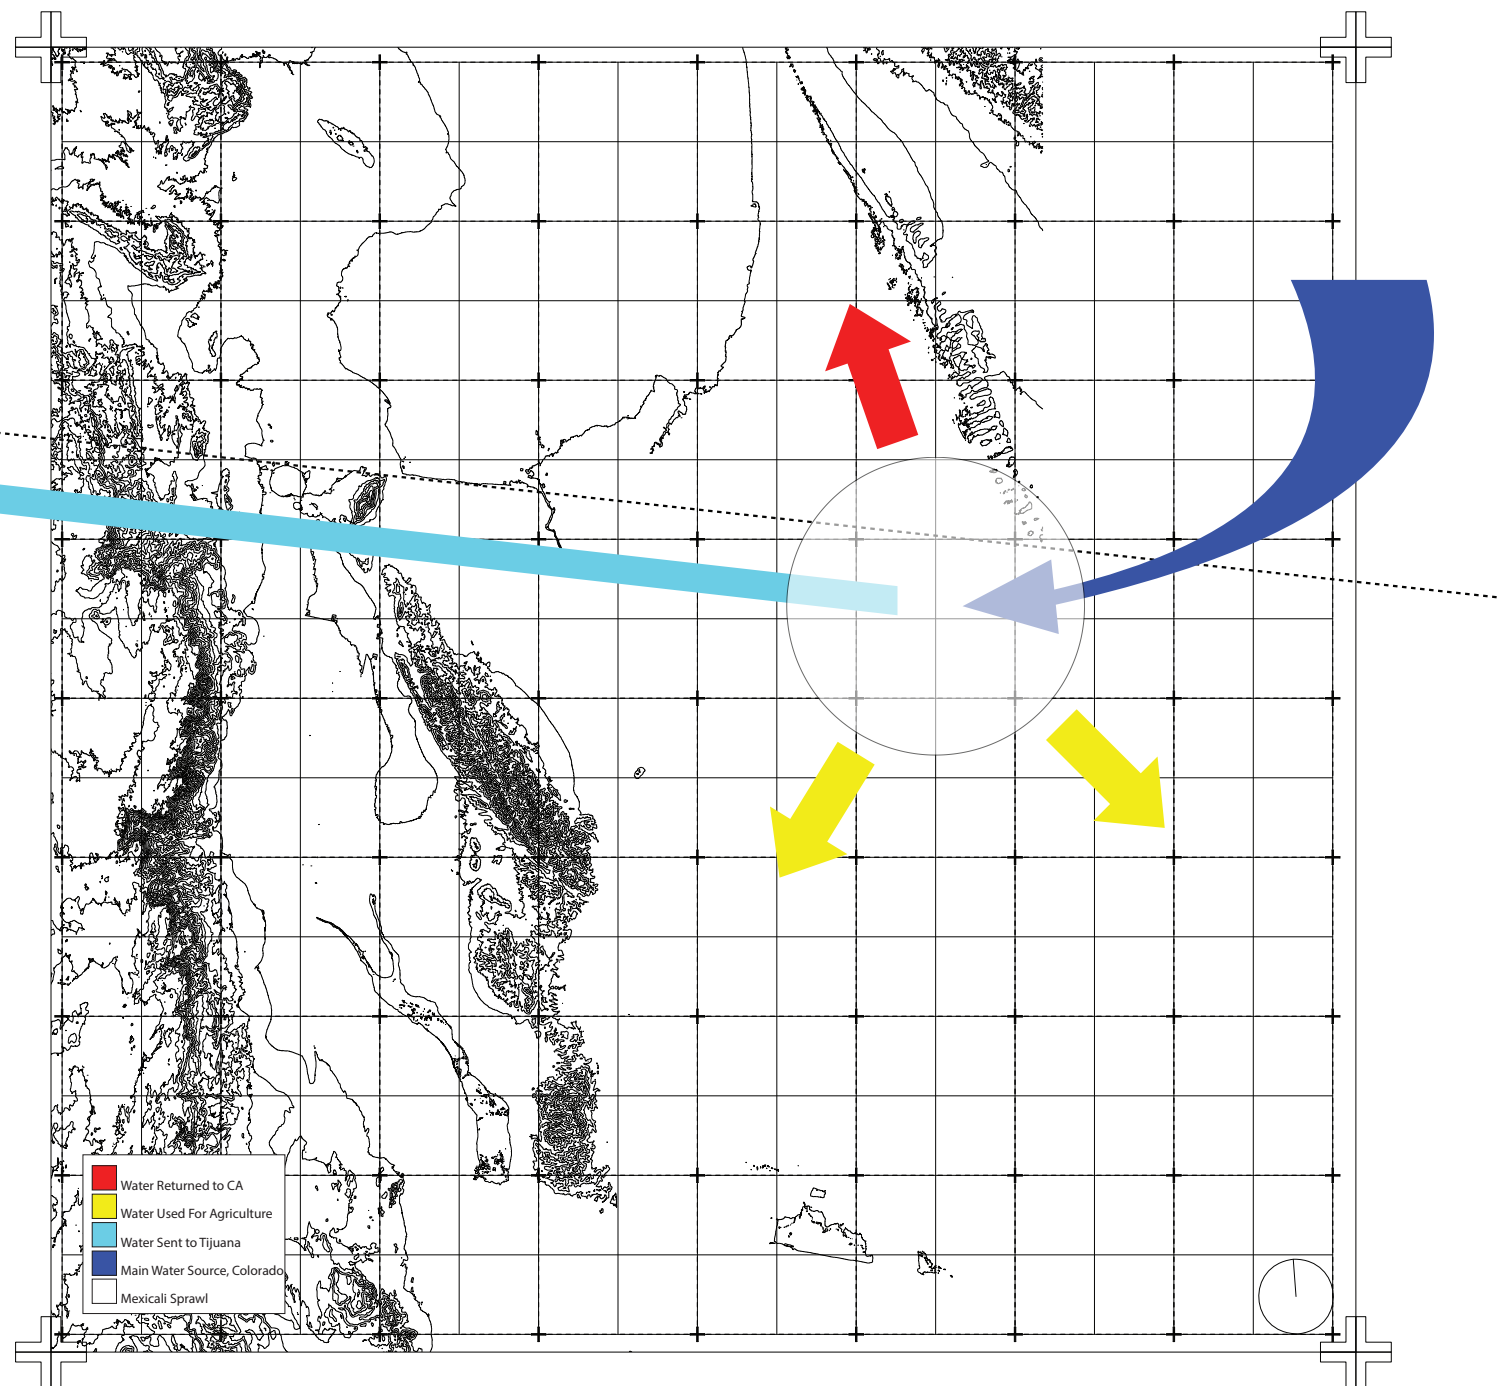 Water Returned to CA
Water Used For Agriculture
Water Sent to Tijuana
Main Water Source, Colorado
Mexicali Sprawl